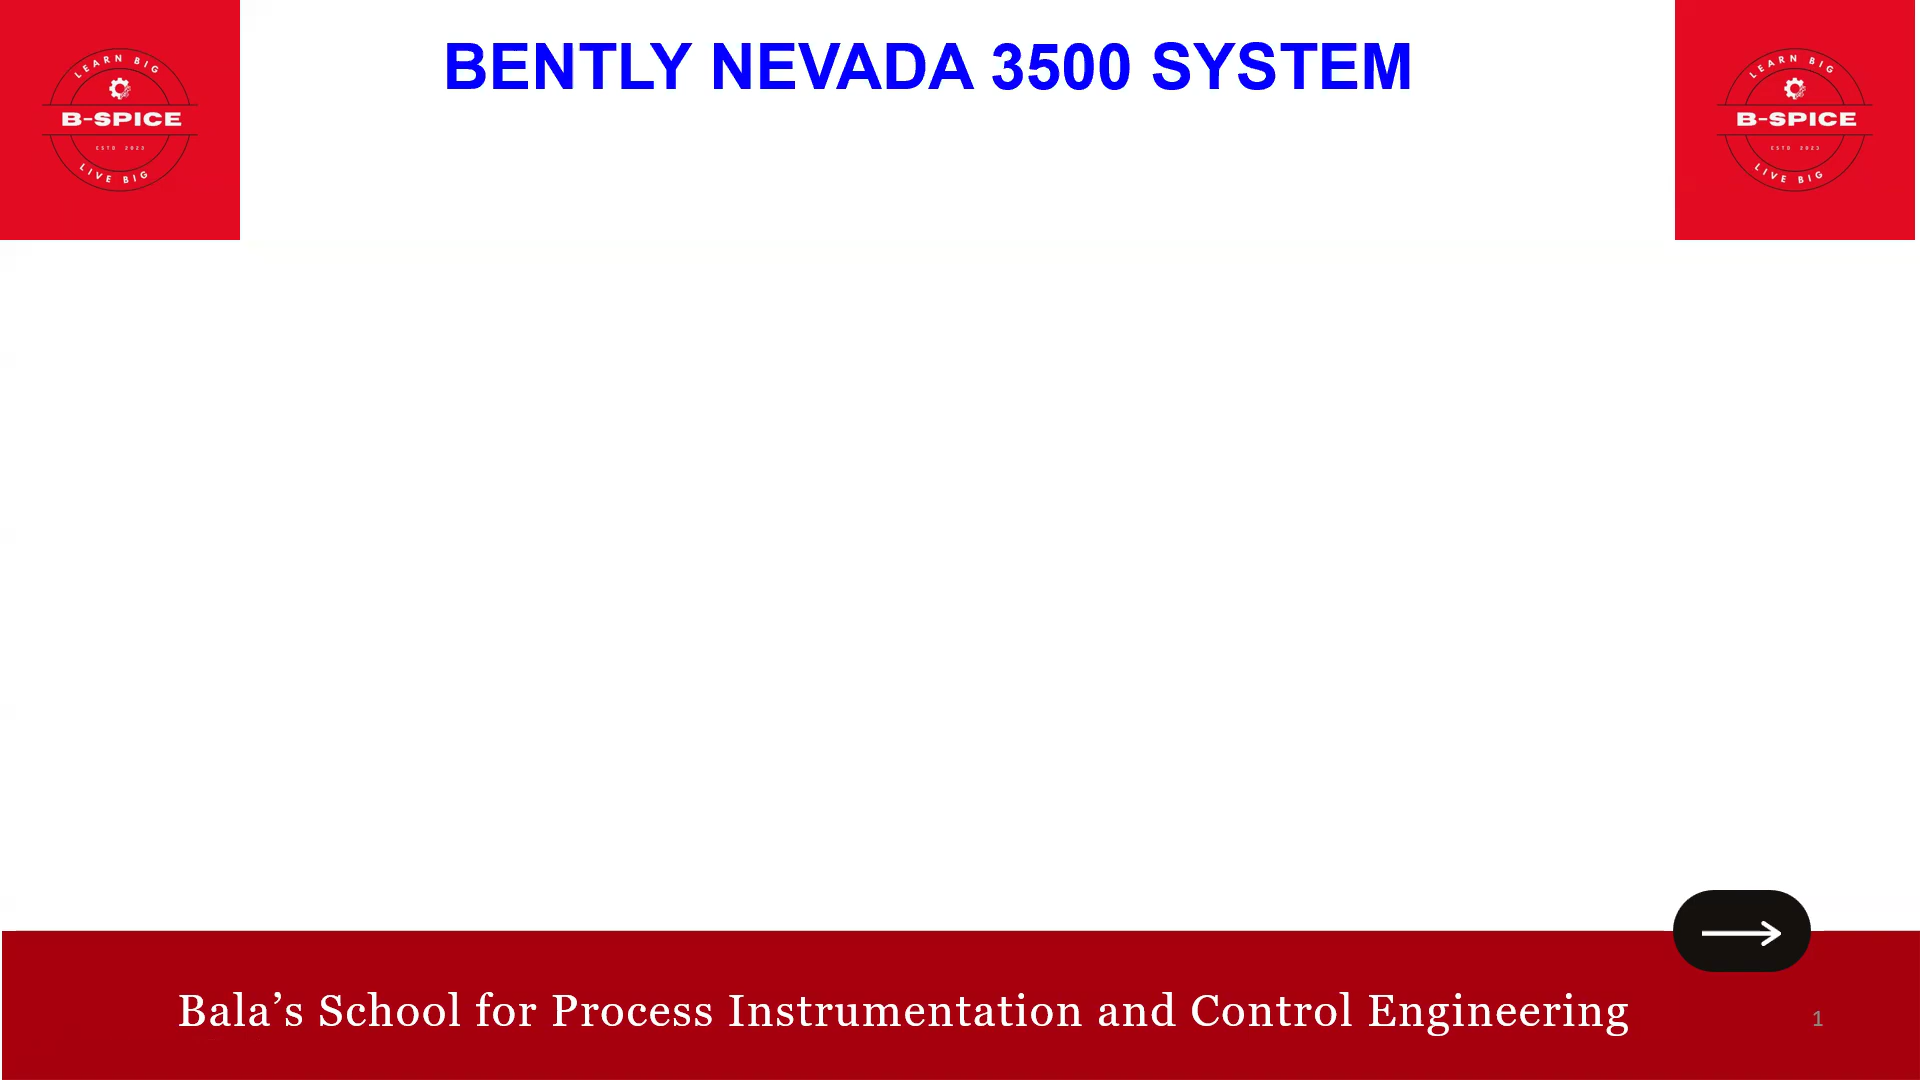 BENTLY NEVADA 3500 SYSTEM
LEARN BIG
B-SPICE
ESTD 2023
LIVE BIG
LEARN BIG
B-SPICE
ESTD 2023
LIVE BIG
Bala’s School for Process Instrumentation and Control Engineering
1